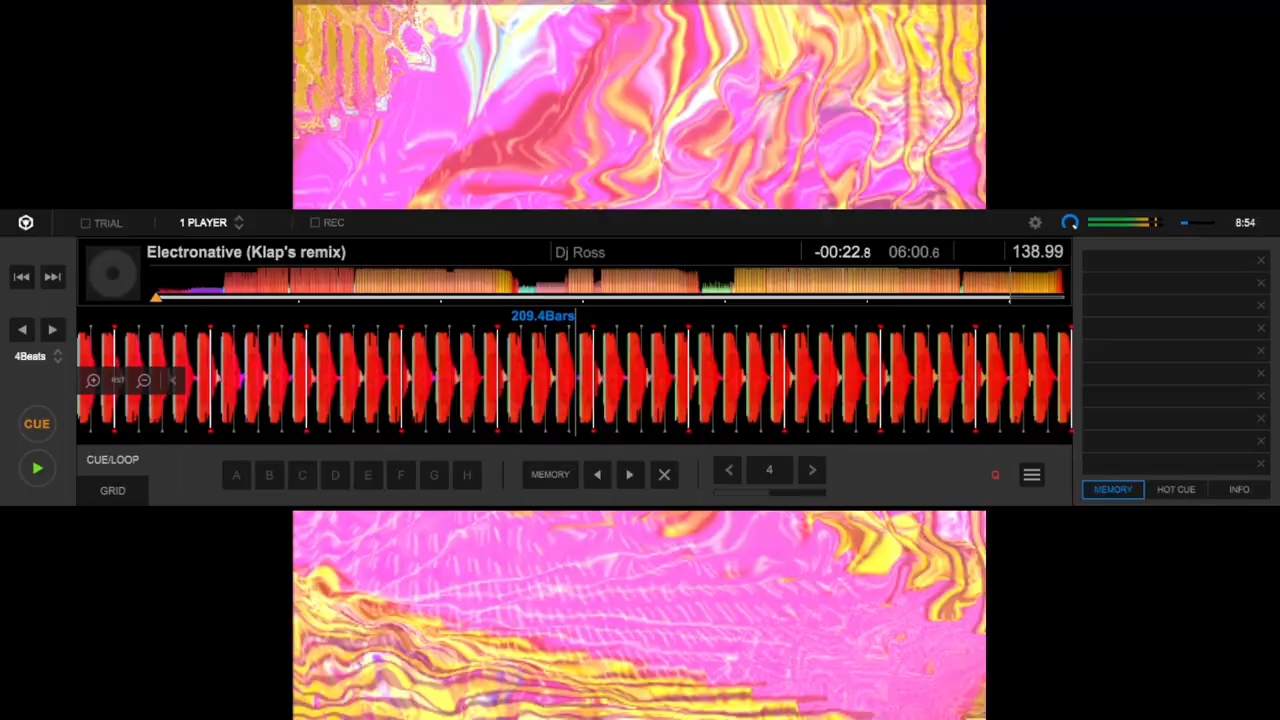 TRIAL 1 PLAYER REC 8:54
Electronative (Klap's remix) Dj Ross -00:22.8 06:00.6 138.99
209.4Bars
4Beats
RST
CUE
CUE/LOOP
GRID
A B C D E F G H MEMORY 4 Q
MEMORY HOT CUE INFO